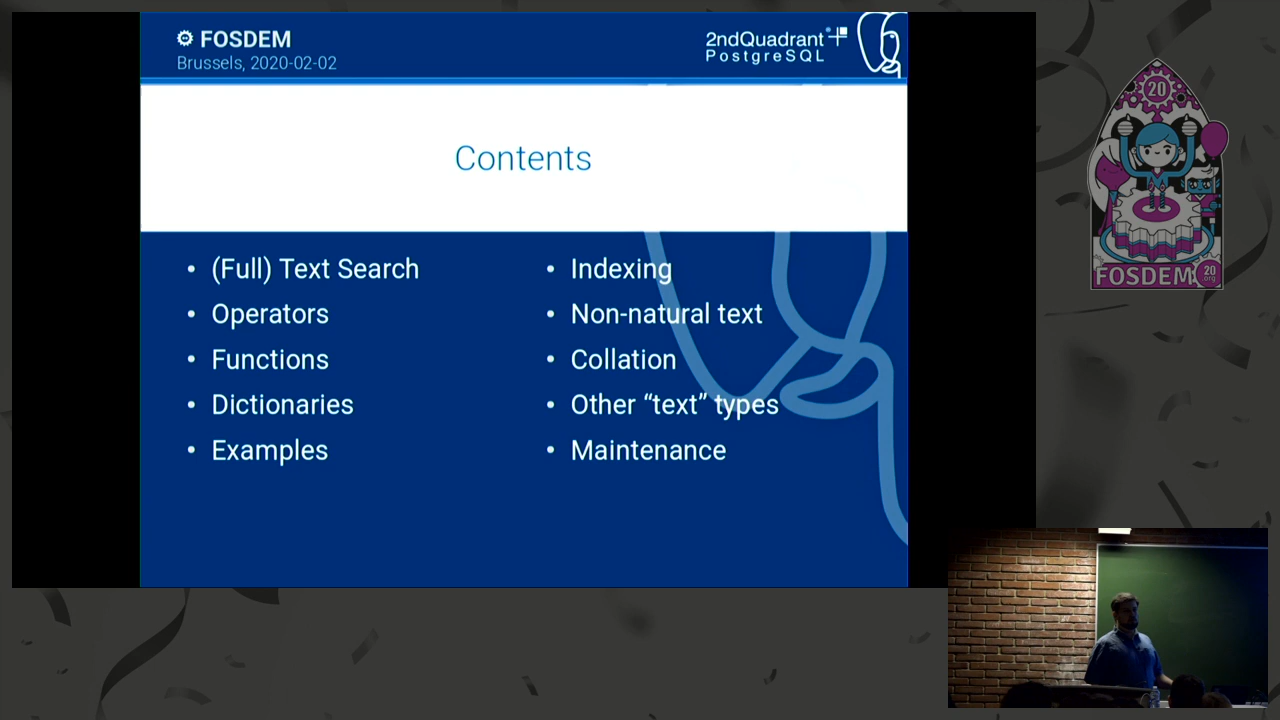 FOSDEM
Brussels, 2020-02-02
2ndQuadrant
PostgreSQL
Contents
• (Full) Text Search
• Operators
• Functions
• Dictionaries
• Examples
• Indexing
• Non-natural text
• Collation
• Other “text” types
• Maintenance
20
FOSDEM
20
org